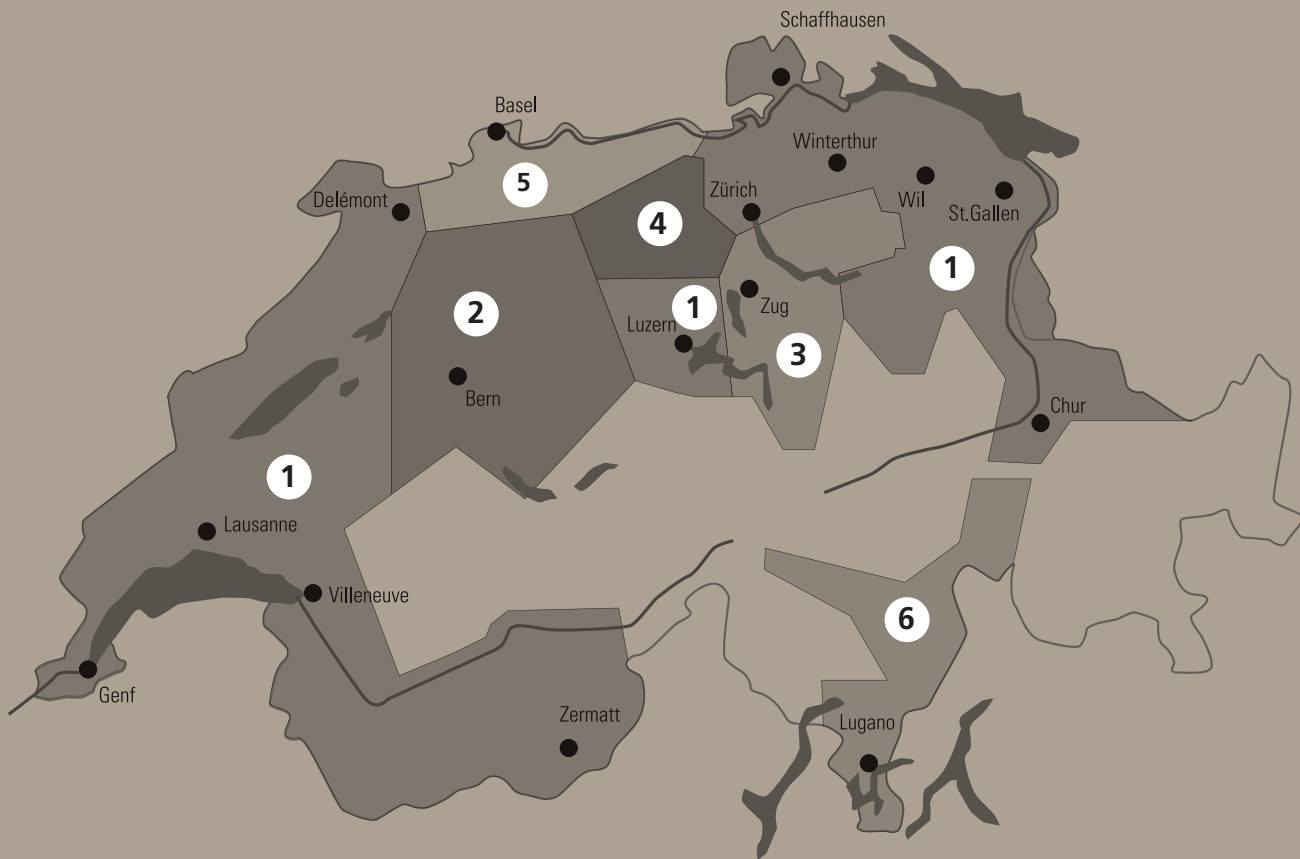 Schaffhausen
Basel
Winterthur
5
Wil
Delémont
Zürich
St.Gallen
4
1
Zug
1
2
Luzern
3
Bern
Chur
1
Lausanne
Villeneuve
6
Genf
Zermatt
Lugano